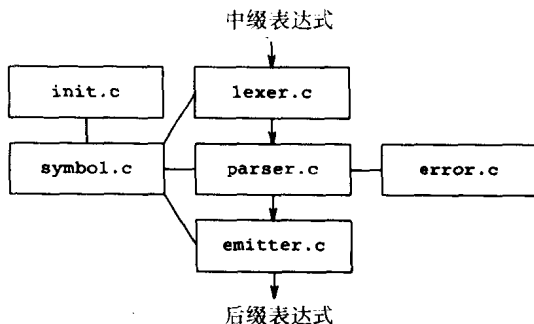 中缀表达式
init.c
lexer.c
symbol.c
parser.c
error.c
emitter.c
后缀表达式